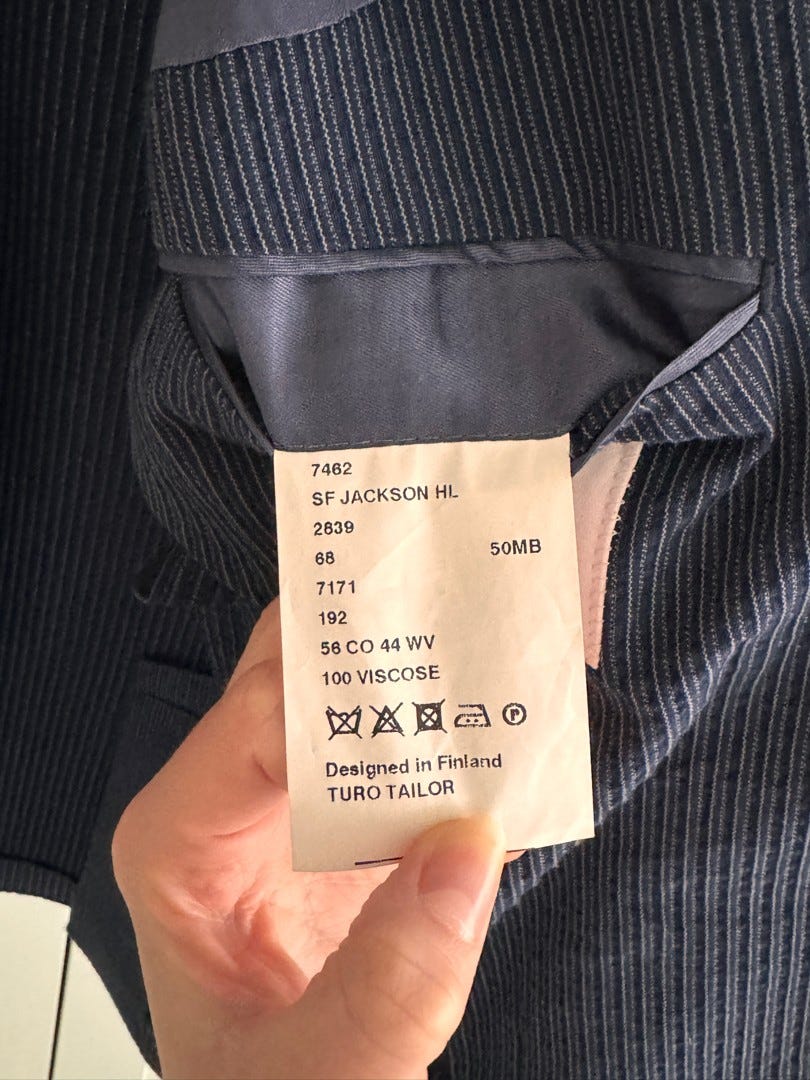 7462
SF JACKSON HL
2839
68 50MB
7171
192
56 CO 44 WV
100 VISCOSE
P
Designed in Finland
TURO TAILOR